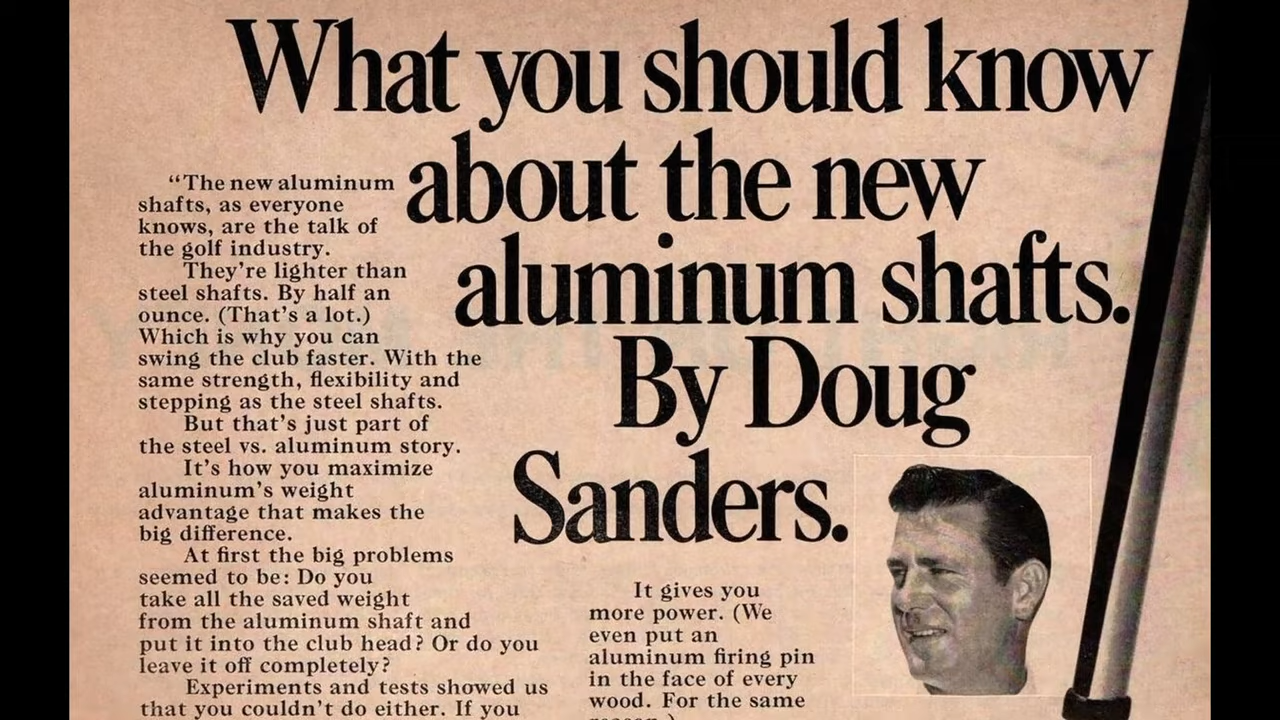 What you should know
about the new
aluminum shafts.
By Doug
Sanders.
“The new aluminum
shafts, as everyone
knows, are the talk of
the golf industry.
They're lighter than
steel shafts. By half an
ounce. (That's a lot.)
Which is why you can
swing the club faster. With the
same strength, flexibility and
stepping as the steel shafts.
But that's just part of
the steel vs. aluminum story.
It's how you maximize
aluminum's weight
advantage that makes the
big difference.
At first the big problems
seemed to be: Do you
take all the saved weight
from the aluminum shaft and
put it into the club head? Or do you
leave it off completely?
Experiments and tests showed us
that you couldn't do either. If you
It gives you
more power. (We
even put an
aluminum firing pin
in the face of every
wood. For the same
reason.)